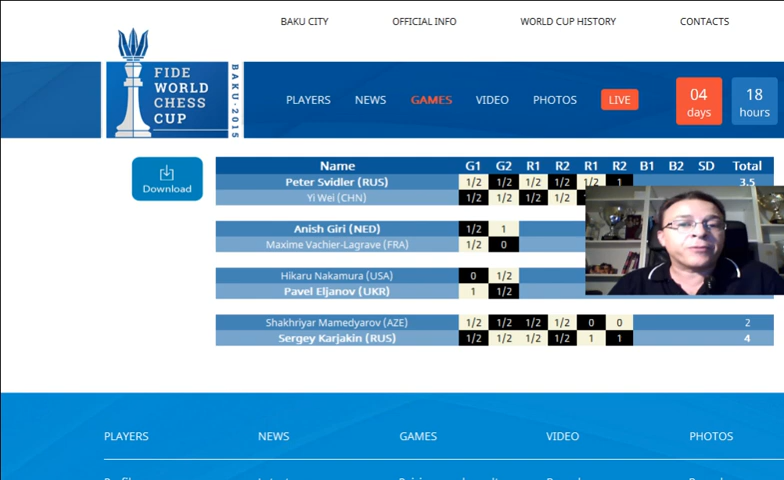 BAKU CITY OFFICIAL INFO WORLD CUP HISTORY CONTACTS
FIDE
WORLD
CHESS
CUP
BAKU·2015
PLAYERS NEWS GAMES VIDEO PHOTOS LIVE
04 days
18 hours
Download
Name G1 G2 R1 R2 R1 R2 B1 B2 SD Total
Peter Svidler (RUS) 1/2 1/2 1/2 1/2 1/2 1 3.5
Yi Wei (CHN) 1/2 1/2 1/2 1/2
Anish Giri (NED) 1/2 1
Maxime Vachier-Lagrave (FRA) 1/2 0
Hikaru Nakamura (USA) 0 1/2
Pavel Eljanov (UKR) 1 1/2
Shakhriyar Mamedyarov (AZE) 1/2 1/2 1/2 1/2 0 0 2
Sergey Karjakin (RUS) 1/2 1/2 1/2 1/2 1 1 4
PLAYERS NEWS GAMES VIDEO PHOTOS